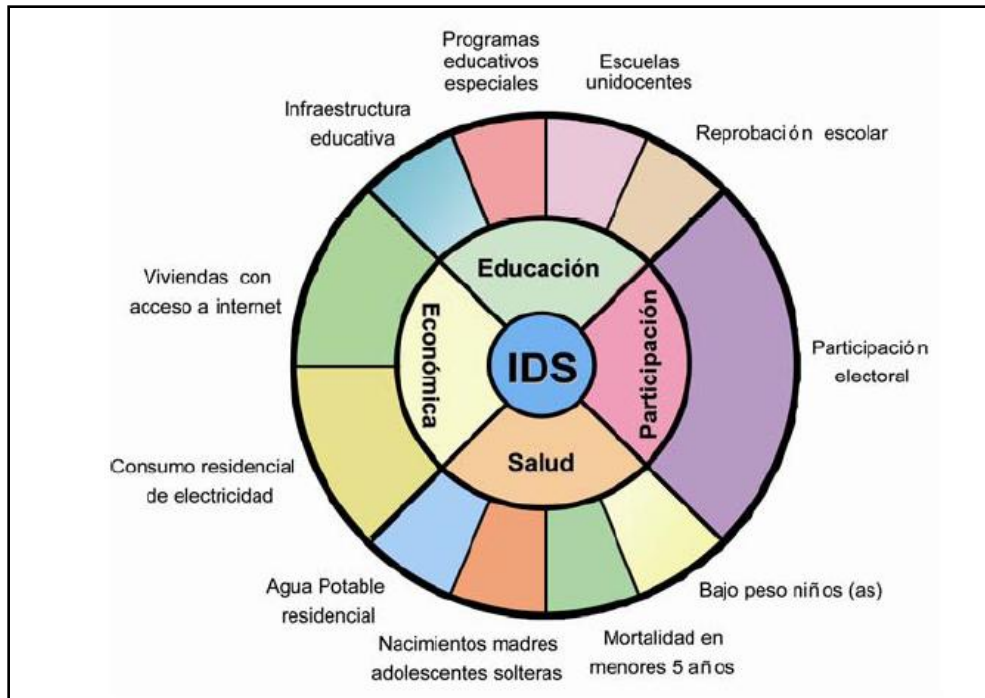 Programas
educativos
especiales
Escuelas
unidocentes
Infraestructura
educativa
Reprobación escolar
Educación
Viviendas con
acceso a internet
Económica
IDS
Participación
Participación
electoral
Salud
Consumo residencial
de electricidad
Agua Potable
residencial
Bajo peso niños (as)
Nacimientos madres
adolescentes solteras
Mortalidad en
menores 5 años